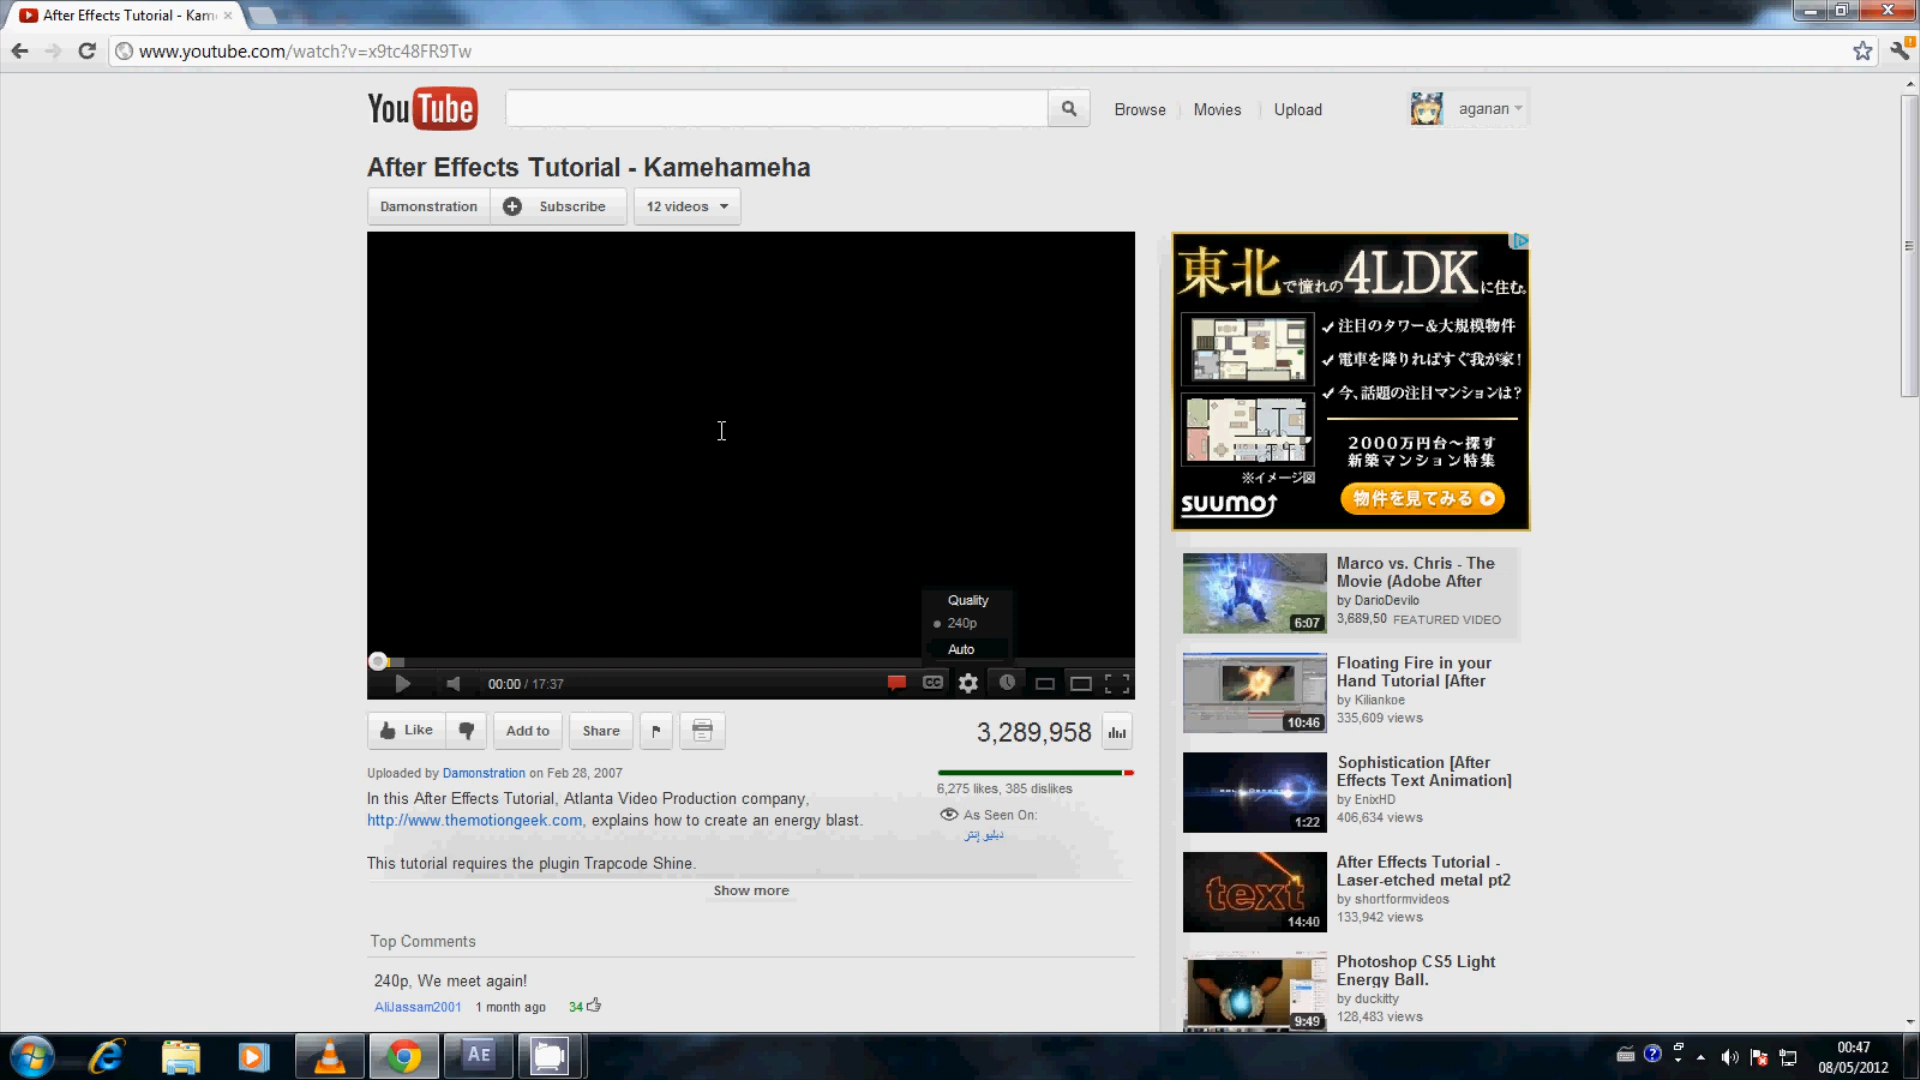 After Effects Tutorial - Kam
www.youtube.com/watch?v=x9tc48FR9Tw
YouTube
Browse
Movies
Upload
aganan
After Effects Tutorial - Kamehameha
Damonstration
Subscribe
12 videos
東北で憧れの4LDKに住む。
注目のタワー&大規模物件
電車を降りればすぐ我が家!
今、話題の注目マンションは?
2000万円台～探す
新築マンション特集
※イメージ図
suumo
物件を見てみる
Quality
240p
Auto
00:00 / 17:37
CC
Like
Add to
Share
3,289,958
Uploaded by Damonstration on Feb 28, 2007
6,275 likes, 385 dislikes
In this After Effects Tutorial, Atlanta Video Production company,
http://www.themotiongeek.com, explains how to create an energy blast.
As Seen On:
دبليو إنتر
This tutorial requires the plugin Trapcode Shine.
Show more
Top Comments
240p, We meet again!
AliJassam2001 1 month ago 34
Marco vs. Chris - The
Movie (Adobe After
by DarioDevilo
3,689,50 FEATURED VIDEO
6:07
Floating Fire in your
Hand Tutorial [After
by Kiliankoe
335,609 views
10:46
Sophistication [After
Effects Text Animation]
by EnixHD
406,634 views
1:22
After Effects Tutorial -
Laser-etched metal pt2
by shortformvideos
133,942 views
text
14:40
Photoshop CS5 Light
Energy Ball.
by duckitty
128,483 views
9:49
AE
00:47
08/05/2012